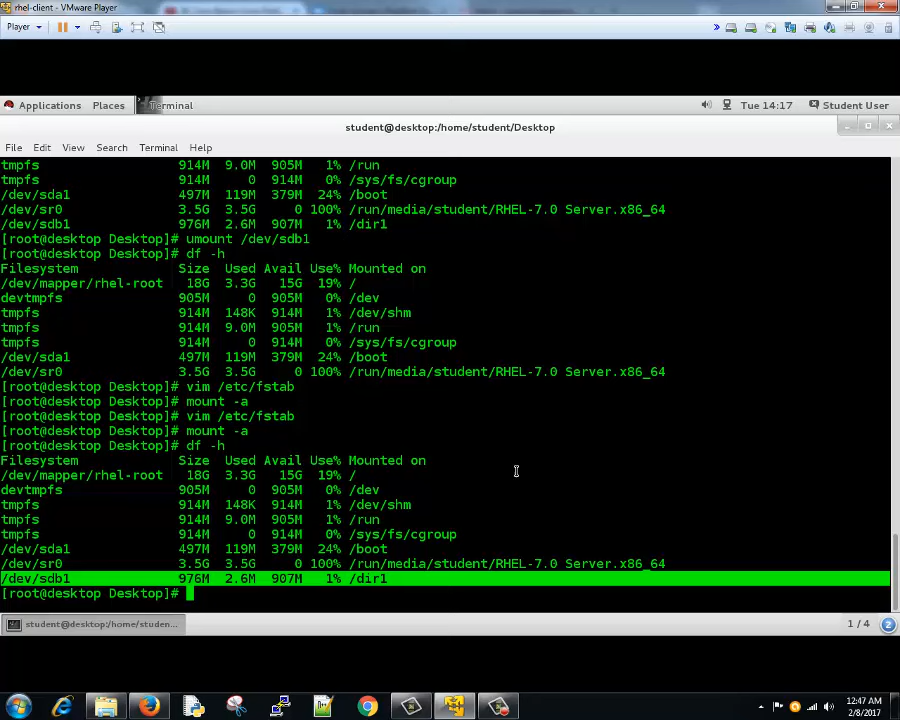 rhel-client - VMware Player
Player
Applications Places Terminal Tue 14:17 Student User
student@desktop:/home/student/Desktop
File Edit View Search Terminal Help
tmpfs 914M 9.0M 905M 1% /run
tmpfs 914M 0 914M 0% /sys/fs/cgroup
/dev/sda1 497M 119M 379M 24% /boot
/dev/sr0 3.5G 3.5G 0 100% /run/media/student/RHEL-7.0 Server.x86_64
/dev/sdb1 976M 2.6M 907M 1% /dir1
[root@desktop Desktop]# umount /dev/sdb1
[root@desktop Desktop]# df -h
Filesystem Size Used Avail Use% Mounted on
/dev/mapper/rhel-root 18G 3.3G 15G 19% /
devtmpfs 905M 0 905M 0% /dev
tmpfs 914M 148K 914M 1% /dev/shm
tmpfs 914M 9.0M 905M 1% /run
tmpfs 914M 0 914M 0% /sys/fs/cgroup
/dev/sda1 497M 119M 379M 24% /boot
/dev/sr0 3.5G 3.5G 0 100% /run/media/student/RHEL-7.0 Server.x86_64
[root@desktop Desktop]# vim /etc/fstab
[root@desktop Desktop]# mount -a
[root@desktop Desktop]# vim /etc/fstab
[root@desktop Desktop]# mount -a
[root@desktop Desktop]# df -h
Filesystem Size Used Avail Use% Mounted on
/dev/mapper/rhel-root 18G 3.3G 15G 19% /
devtmpfs 905M 0 905M 0% /dev
tmpfs 914M 148K 914M 1% /dev/shm
tmpfs 914M 9.0M 905M 1% /run
tmpfs 914M 0 914M 0% /sys/fs/cgroup
/dev/sda1 497M 119M 379M 24% /boot
/dev/sr0 3.5G 3.5G 0 100% /run/media/student/RHEL-7.0 Server.x86_64
/dev/sdb1 976M 2.6M 907M 1% /dir1
[root@desktop Desktop]#
student@desktop:/home/studen... 1 / 4 2
12:47 AM
2/8/2017